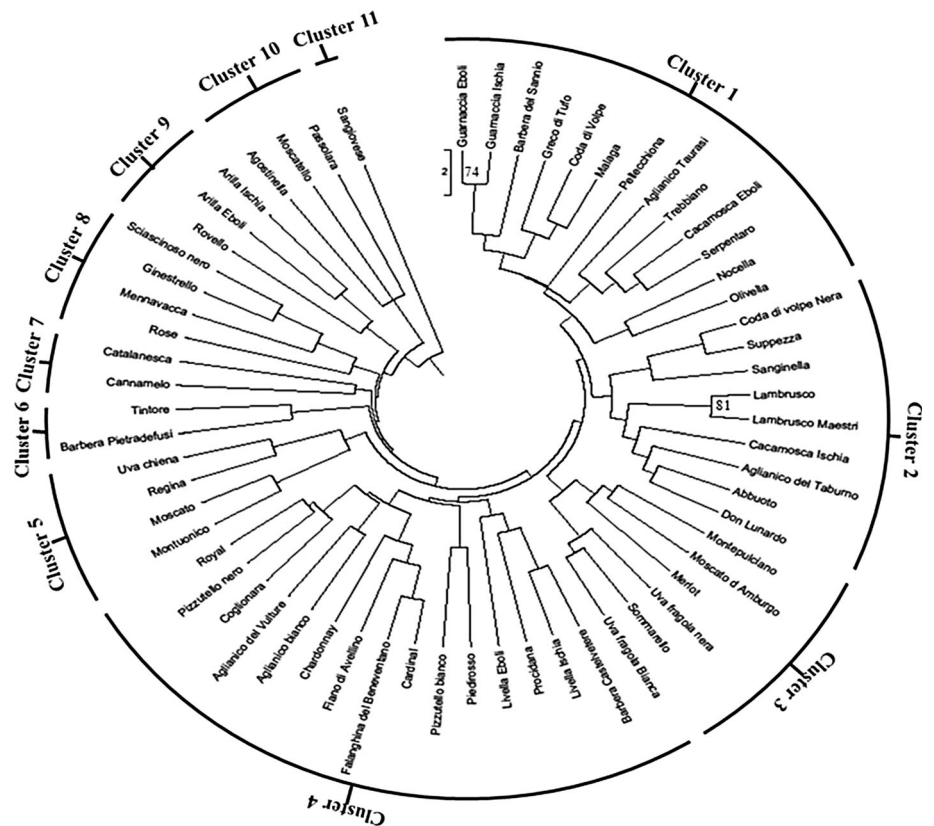 Cluster 1
Cluster 2
Cluster 3
Cluster 4
Cluster 5
Cluster 6
Cluster 7
Cluster 8
Cluster 9
Cluster 10
Cluster 11
2
74
81
Guarnaccia Eboli
Guarnaccia Ischia
Barbera del Sannio
Greco di Tufo
Coda di Volpe
Malaga
Pellecchiona
Aglianico Taurasi
Trebbiano
Cacamosca Eboli
Serpentaro
Nocella
Olivella
Coda di volpe Nera
Suppezza
Sanginella
Lambrusco
Lambrusco Maestri
Cacamosca Ischia
Aglianico del Taburno
Abbuoto
Don Lunardo
Montepulciano
Moscato d Amburgo
Merlot
Uva fragola nera
Sommarello
Uva fragola Bianca
Barbera Castelvetere
Livella Ischia
Procidana
Livella Eboli
Piedirosso
Pizzutello bianco
Cardinal
Falanghina del Beneventano
Fiano di Avellino
Chardonnay
Aglianico bianco
Aglianico del Vulture
Coglionara
Pizzutello nero
Royal
Montuonico
Moscato
Regina
Uva chiena
Barbera Pietradefusi
Tintore
Cannamelo
Catalanesca
Rose
Mennavacca
Ginestrello
Sciascinoso nero
Rovello
Arilla Eboli
Arilla Ischia
Agostinella
Moscatello
Passolara
Sangiovese